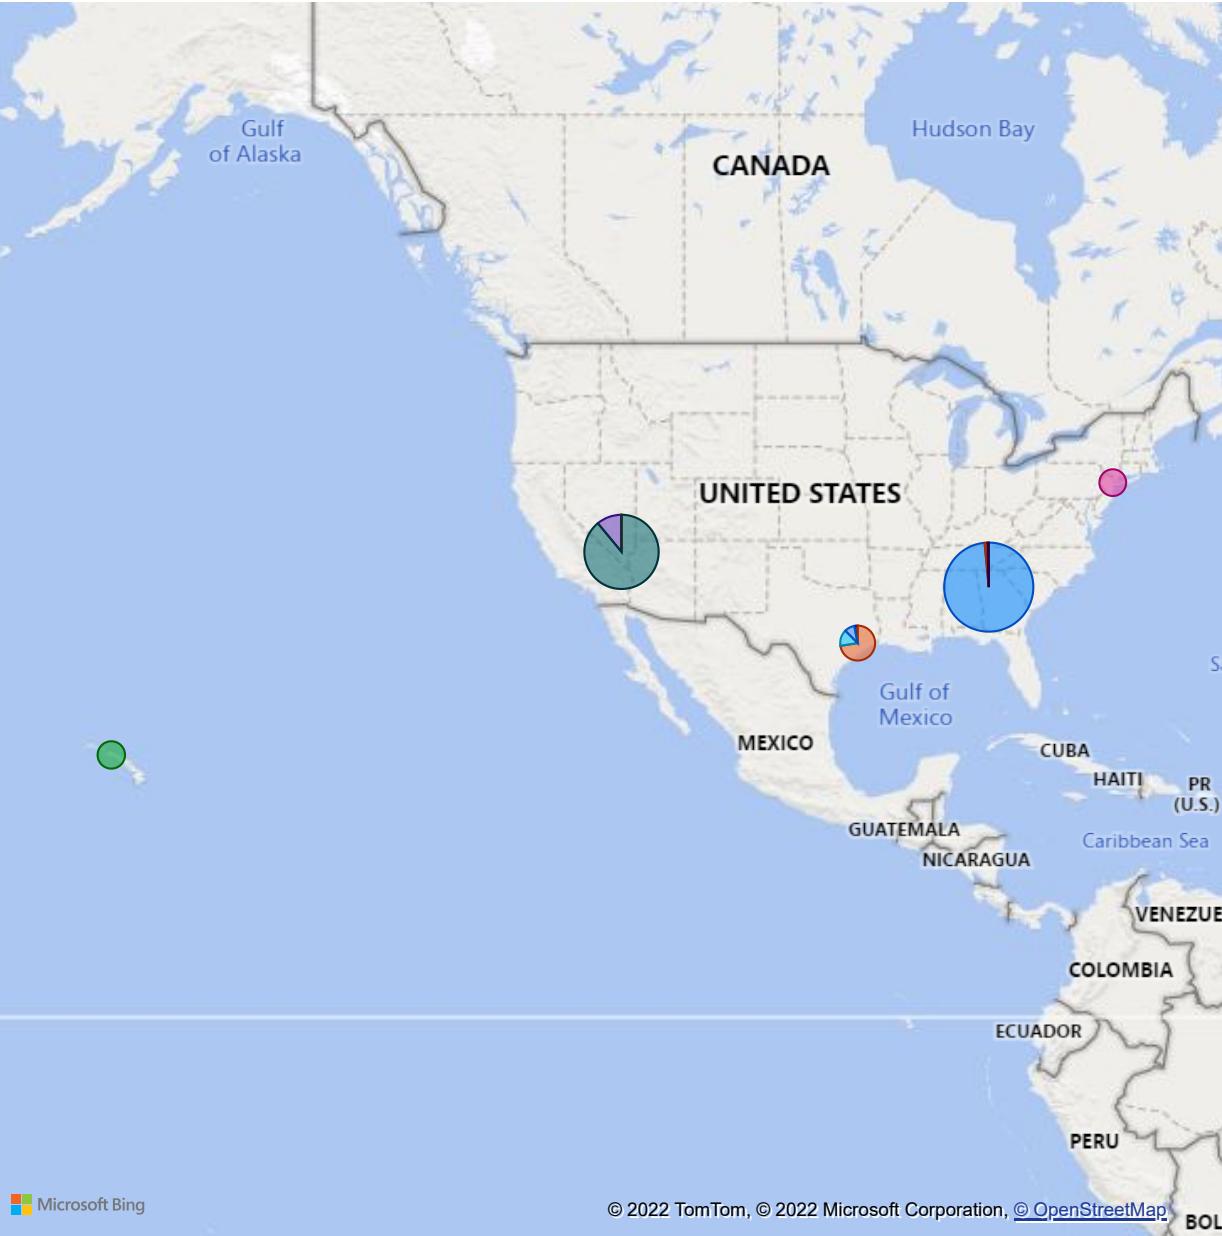 Gulf
of Alaska
Hudson Bay
CANADA
UNITED STATES
Gulf of
Mexico
MEXICO
CUBA
HAITI
PR
(U.S.)
GUATEMALA
Caribbean Sea
NICARAGUA
VENEZUE
COLOMBIA
ECUADOR
PERU
BOL
Microsoft Bing
© 2022 TomTom, © 2022 Microsoft Corporation, © OpenStreetMap